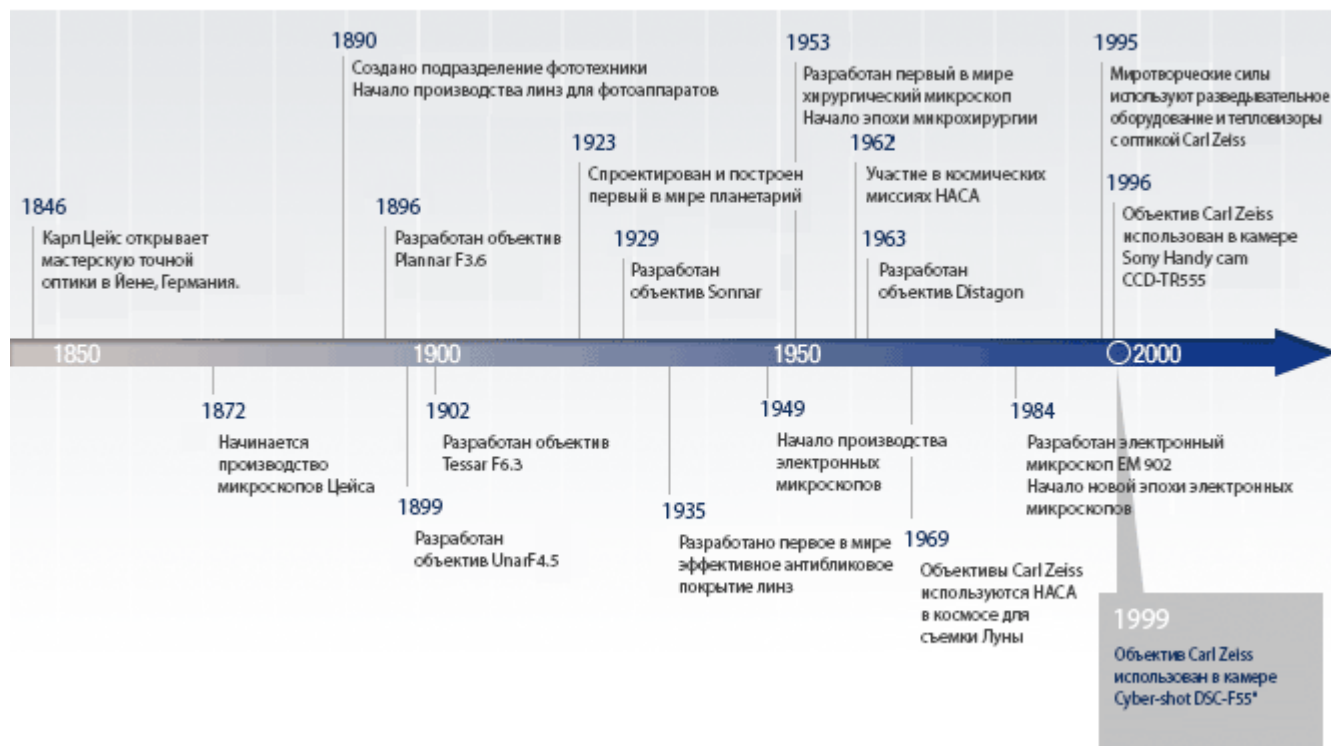 1890
Создано подразделение фототехники
Начало производства линз для фотоаппаратов
1953
Разработан первый в мире
хирургический микроскоп
Начало эпохи микрохирургии
1995
Миротворческие силы
используют разведывательное
оборудование и тепловизоры
с оптикой Carl Zeiss
1923
Спроектирован и построен
первый в мире планетарий
1962
Участие в космических
миссиях НАСА
1996
Объектив Carl Zeiss
использован в камере
Sony Handy cam
CCD-TR555
1846
Карл Цейс открывает
мастерскую точной
оптики в Йене, Германия.
1896
Разработан объектив
Plannar F3.6
1929
Разработан
объектив Sonnar
1963
Разработан
объектив Distagon
1850 1900 1950 2000
1872
Начинается
производство
микроскопов Цейса
1902
Разработан объектив
Tessar F6.3
1949
Начало производства
электронных
микроскопов
1984
Разработан электронный
микроскоп EM 902
Начало новой эпохи электронных
микроскопов
1899
Разработан
объектив UnarF4.5
1935
Разработано первое в мире
эффективное антибликовое
покрытие линз
1969
Объективы Carl Zeiss
используются НАСА
в космосе для
съемки Луны
1999
Объектив Carl Zeiss
использован в камере
Cyber-shot DSC-F55*